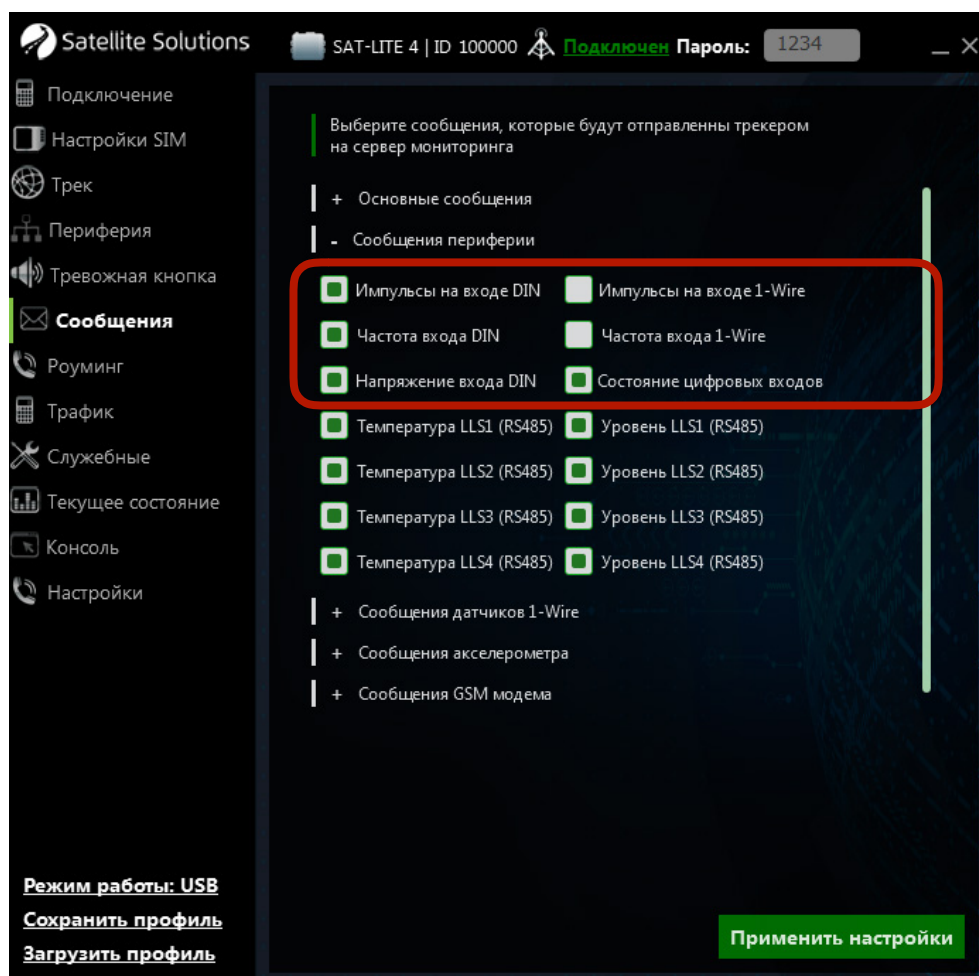 Satellite Solutions
SAT-LITE 4 | ID 100000 Подключен Пароль: 1234
Подключение
Настройки SIM
Трек
Периферия
Тревожная кнопка
Сообщения
Роуминг
Трафик
Служебные
Текущее состояние
Консоль
Настройки
Режим работы: USB
Сохранить профиль
Загрузить профиль
Выберите сообщения, которые будут отправленны трекером
на сервер мониторинга
+ Основные сообщения
- Сообщения периферии
Импульсы на входе DIN Импульсы на входе 1-Wire
Частота входа DIN Частота входа 1-Wire
Напряжение входа DIN Состояние цифровых входов
Температура LLS1 (RS485) Уровень LLS1 (RS485)
Температура LLS2 (RS485) Уровень LLS2 (RS485)
Температура LLS3 (RS485) Уровень LLS3 (RS485)
Температура LLS4 (RS485) Уровень LLS4 (RS485)
+ Сообщения датчиков 1-Wire
+ Сообщения акселерометра
+ Сообщения GSM модема
Применить настройки